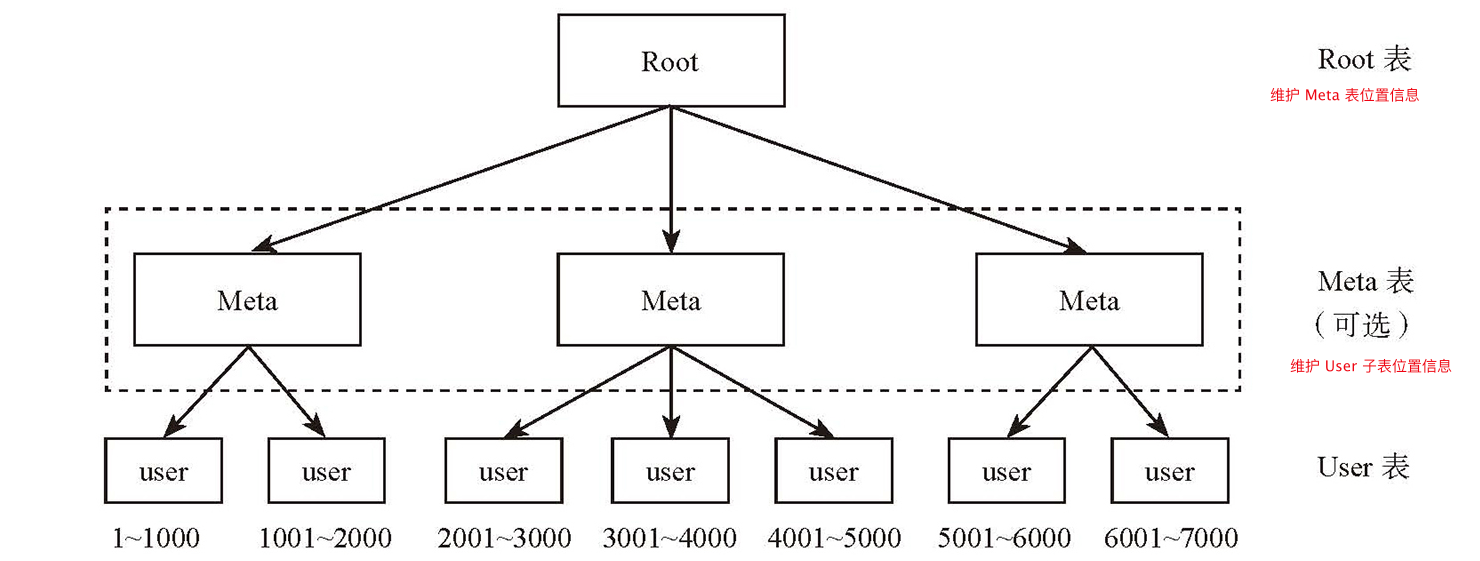 Root
Root 表
维护 Meta 表位置信息
Meta
Meta
Meta
Meta 表
(可选)
维护 User 子表位置信息
user
user
user
user
user
user
user
User 表
1~1000
1001~2000
2001~3000
3001~4000
4001~5000
5001~6000
6001~7000